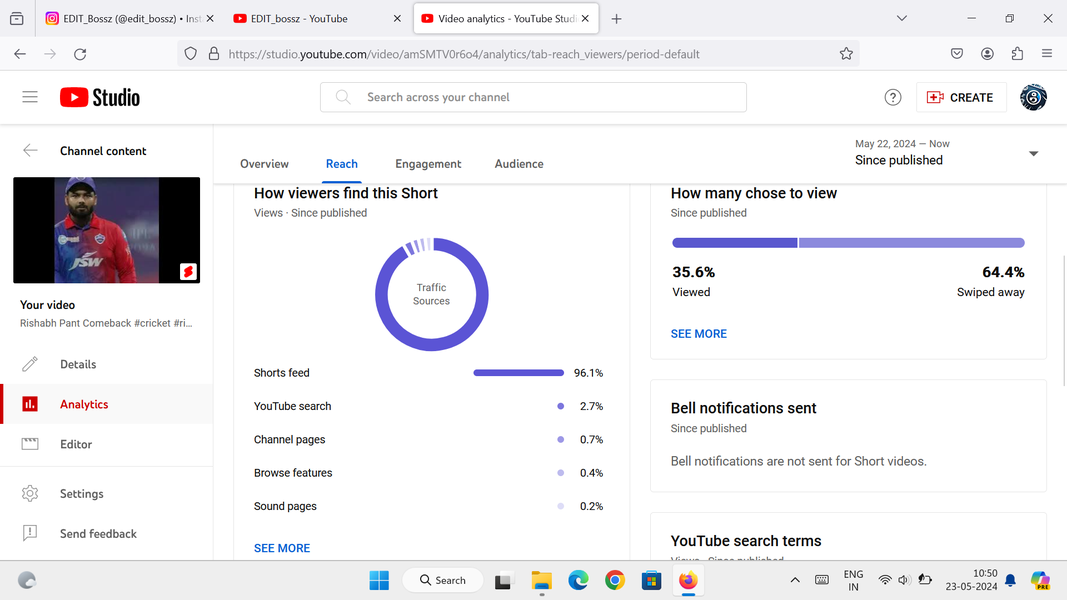 EDIT_Bossz (@edit_bossz) • Inst
EDIT_bossz - YouTube
Video analytics - YouTube Studi
https://studio.youtube.com/video/amSMTV0r6o4/analytics/tab-reach_viewers/period-default
Studio
Search across your channel
CREATE
Channel content
Overview
Reach
Engagement
Audience
May 22, 2024 — Now
Since published
JSW
Your video
Rishabh Pant Comeback #cricket #ri...
Details
Analytics
Editor
Settings
Send feedback
How viewers find this Short
Views · Since published
Traffic
Sources
Shorts feed 96.1%
YouTube search 2.7%
Channel pages 0.7%
Browse features 0.4%
Sound pages 0.2%
SEE MORE
How many chose to view
Since published
35.6% 64.4%
Viewed Swiped away
SEE MORE
Bell notifications sent
Since published
Bell notifications are not sent for Short videos.
YouTube search terms
Views · Since published
Search
ENG
IN
10:50
23-05-2024
PRE